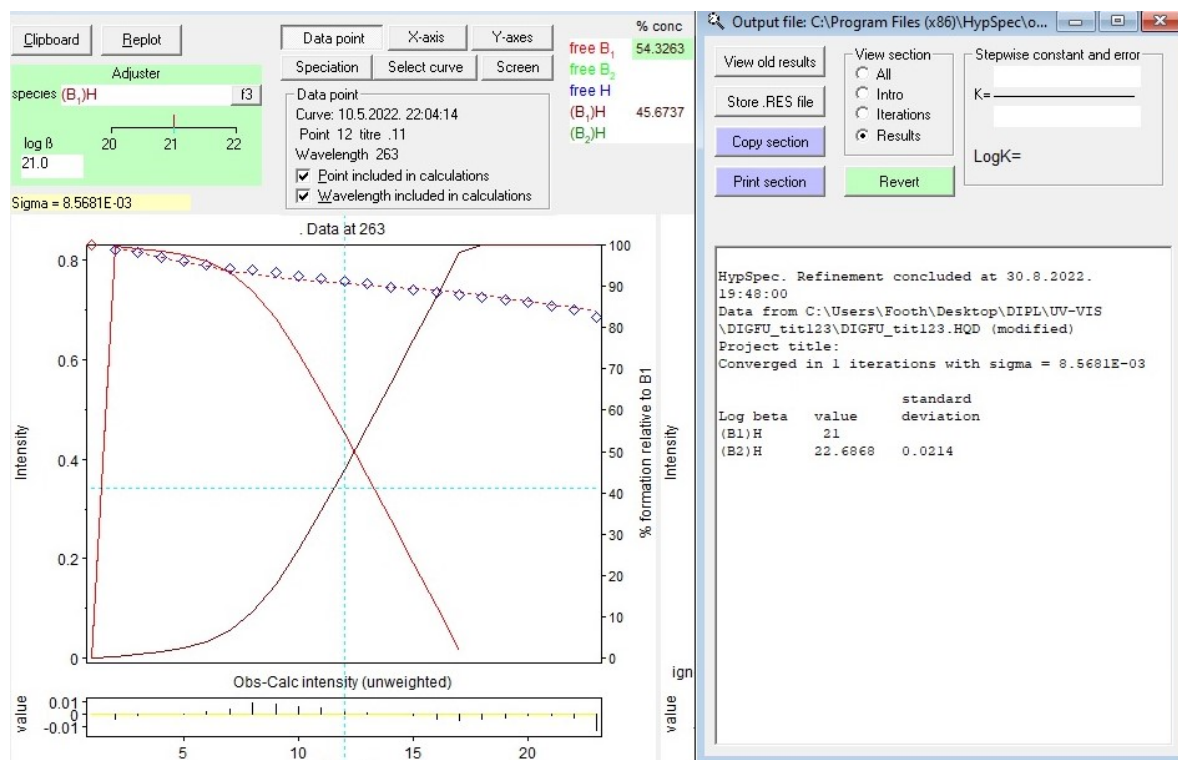 Clipboard Replot
Adjuster
species (B1)H f3
log ß 20 21 22
21.0
Sigma = 8.5681E-03
Data point X-axis Y-axes
Speciation Select curve Screen
Data point
Curve: 10.5.2022. 22:04:14
Point 12 titre .11
Wavelength 263
Point included in calculations
Wavelength included in calculations
% conc
free B1 54.3263
free B2
free H
(B1)H 45.6737
(B2)H
. Data at 263
Intensity
0.8
0.6
0.4
0.2
0
100
90
80
70
60
50
40
30
20
10
0
% formation relative to B1
Intensity
ign
Obs-Calc intensity (unweighted)
value
0.01
0
-0.01
5 10 15 20
value
Output file: C:\Program Files (x86)\HypSpec\o...
View old results
Store .RES file
Copy section
Print section
View section
All
Intro
Iterations
Results
Revert
Stepwise constant and error
K=
LogK=
HypSpec. Refinement concluded at 30.8.2022.
19:48:00
Data from C:\Users\Footh\Desktop\DIPL\UV-VIS
\DIGFU_tit123\DIGFU_tit123.HQD (modified)
Project title:
Converged in 1 iterations with sigma = 8.5681E-03
standard
Log beta value deviation
(B1)H 21
(B2)H 22.6868 0.0214